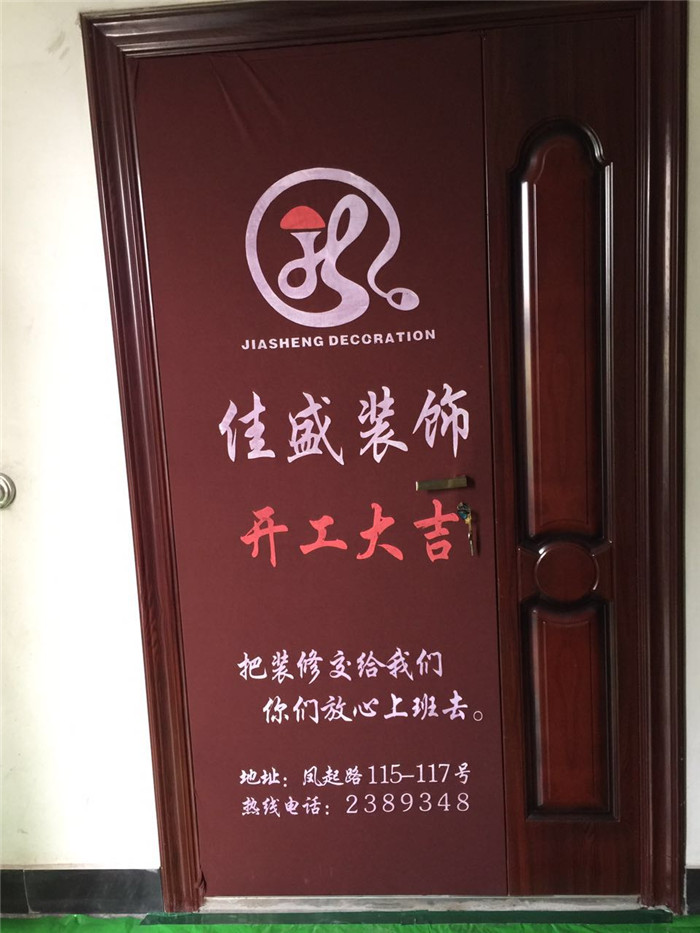 JIASHENG DECORATION
佳盛装饰
开工大吉
把装修交给我们
你们放心上班去。
地址：凤起路115-117号
热线电话：2389348